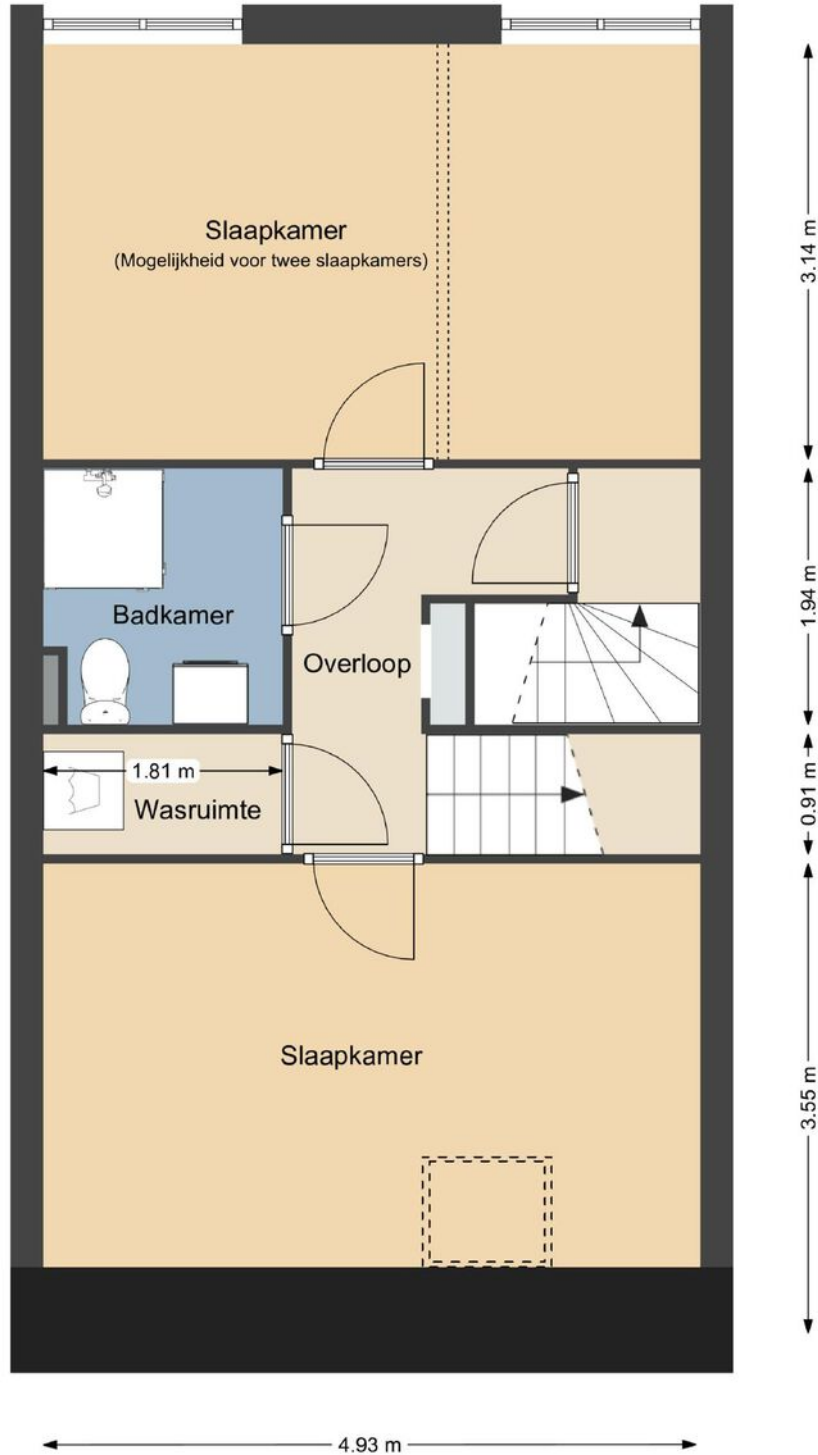 Slaapkamer
(Mogelijkheid voor twee slaapkamers)
3.14 m
Badkamer
Overloop
1.94 m
1.81 m
Wasruimte
0.91 m
Slaapkamer
3.55 m
4.93 m